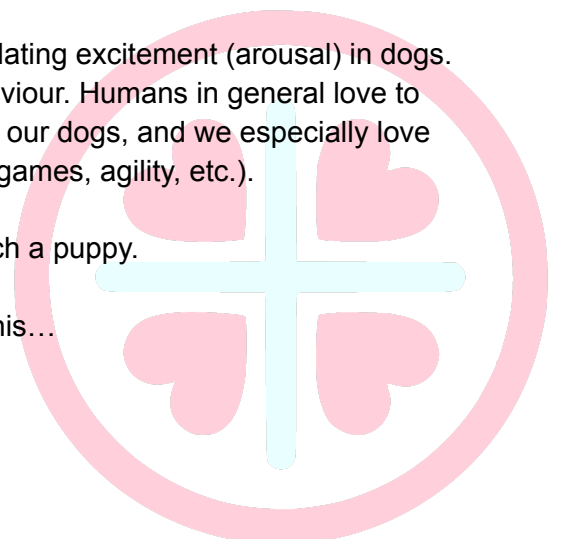 lating excitement (arousal) in dogs.
viour. Humans in general love to
our dogs, and we especially love
games, agility, etc.).
ch a puppy.
his…